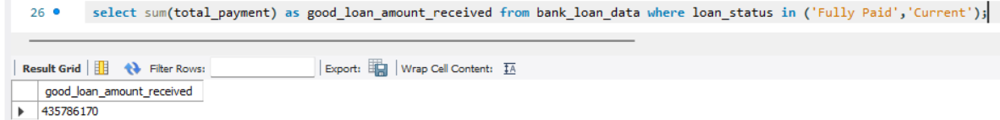 26 select sum(total_payment) as good_loan_amount_received from bank_loan_data where loan_status in ('Fully Paid','Current');
Result Grid Filter Rows: Export: Wrap Cell Content: IA
good_loan_amount_received
435786170